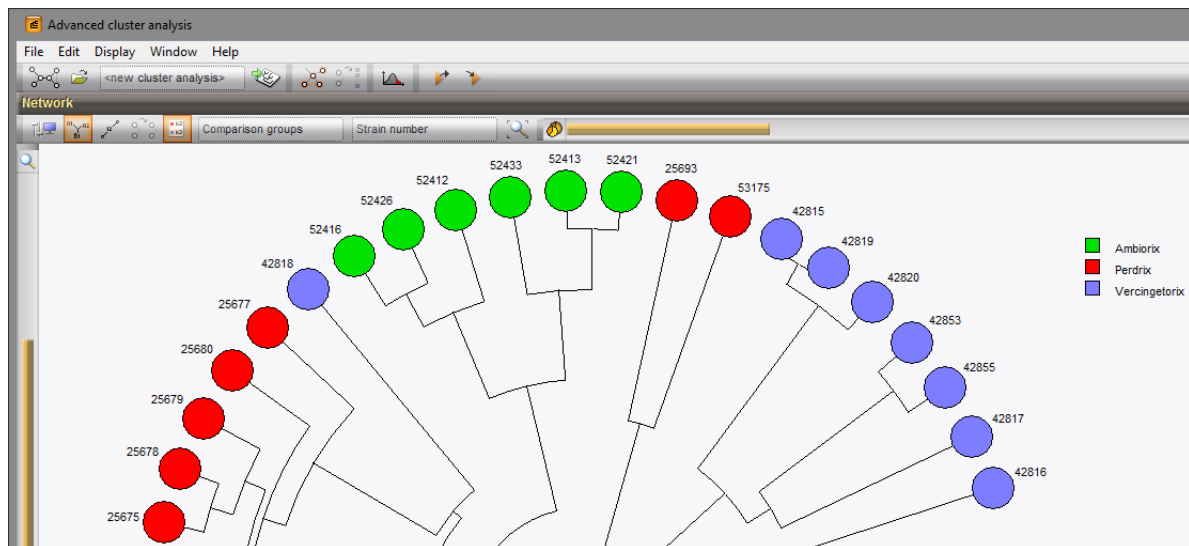 Advanced cluster analysis
File Edit Display Window Help
<new cluster analysis>
Network
Comparison groups Strain number
52433 52413 52421 25693
52412 53175
52426 42815
52416 42819
42818 42820
25677 42853
25680 42855
25679 42817
25678 42816
25675
Ambiorix
Perdrix
Vercingetorix